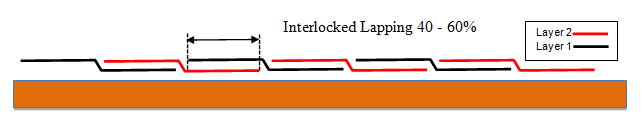 Interlocked Lapping 40 - 60%
Layer 2
Layer 1